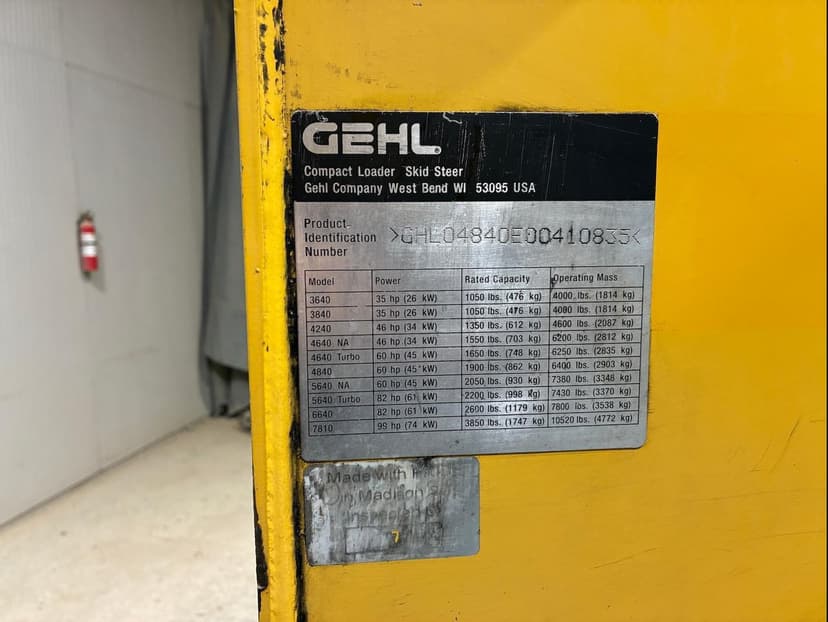 GEHL
Compact Loader Skid Steer
Gehl Company West Bend WI 53095 USA
Product
Identification
Number
>GHL04840E00410835<
Model Power Rated Capacity Operating Mass
3640 35 hp (26 kW) 1050 lbs. (476 kg) 4000 lbs. (1814 kg)
3840 35 hp (26 kW) 1050 lbs. (476 kg) 4000 lbs. (1814 kg)
4240 46 hp (34 kW) 1350 lbs. (612 kg) 4600 lbs. (2087 kg)
4640 NA 46 hp (34 kW) 1550 lbs. (703 kg) 6200 lbs. (2812 kg)
4640 Turbo 60 hp (45 kW) 1650 lbs. (748 kg) 6250 lbs. (2835 kg)
4840 60 hp (45 kW) 1900 lbs. (862 kg) 6400 lbs. (2903 kg)
5640 NA 60 hp (45 kW) 2050 lbs. (930 kg) 7380 lbs. (3348 kg)
5640 Turbo 82 hp (61 kW) 2200 lbs. (998 kg) 7430 lbs. (3370 kg)
6640 82 hp (61 kW) 2600 lbs. (1179 kg) 7800 lbs. (3538 kg)
7810 99 hp (74 kW) 3850 lbs. (1747 kg) 10520 lbs. (4772 kg)
Made with
in Madison
Inspected
7